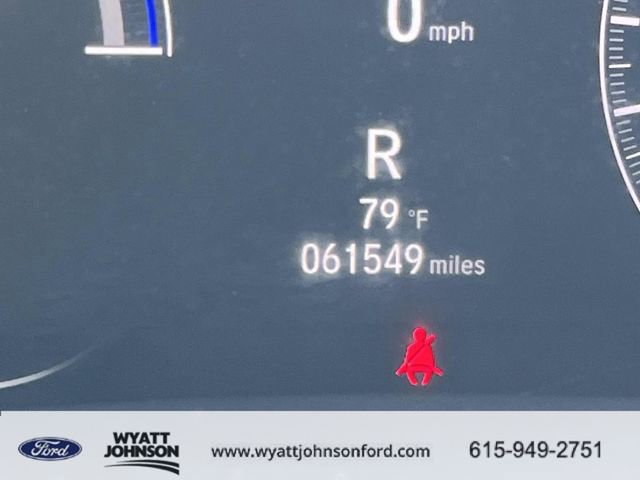 0 mph
R
79 °F
061549 miles
Ford WYATT JOHNSON www.wyattjohnsonford.com 615-949-2751